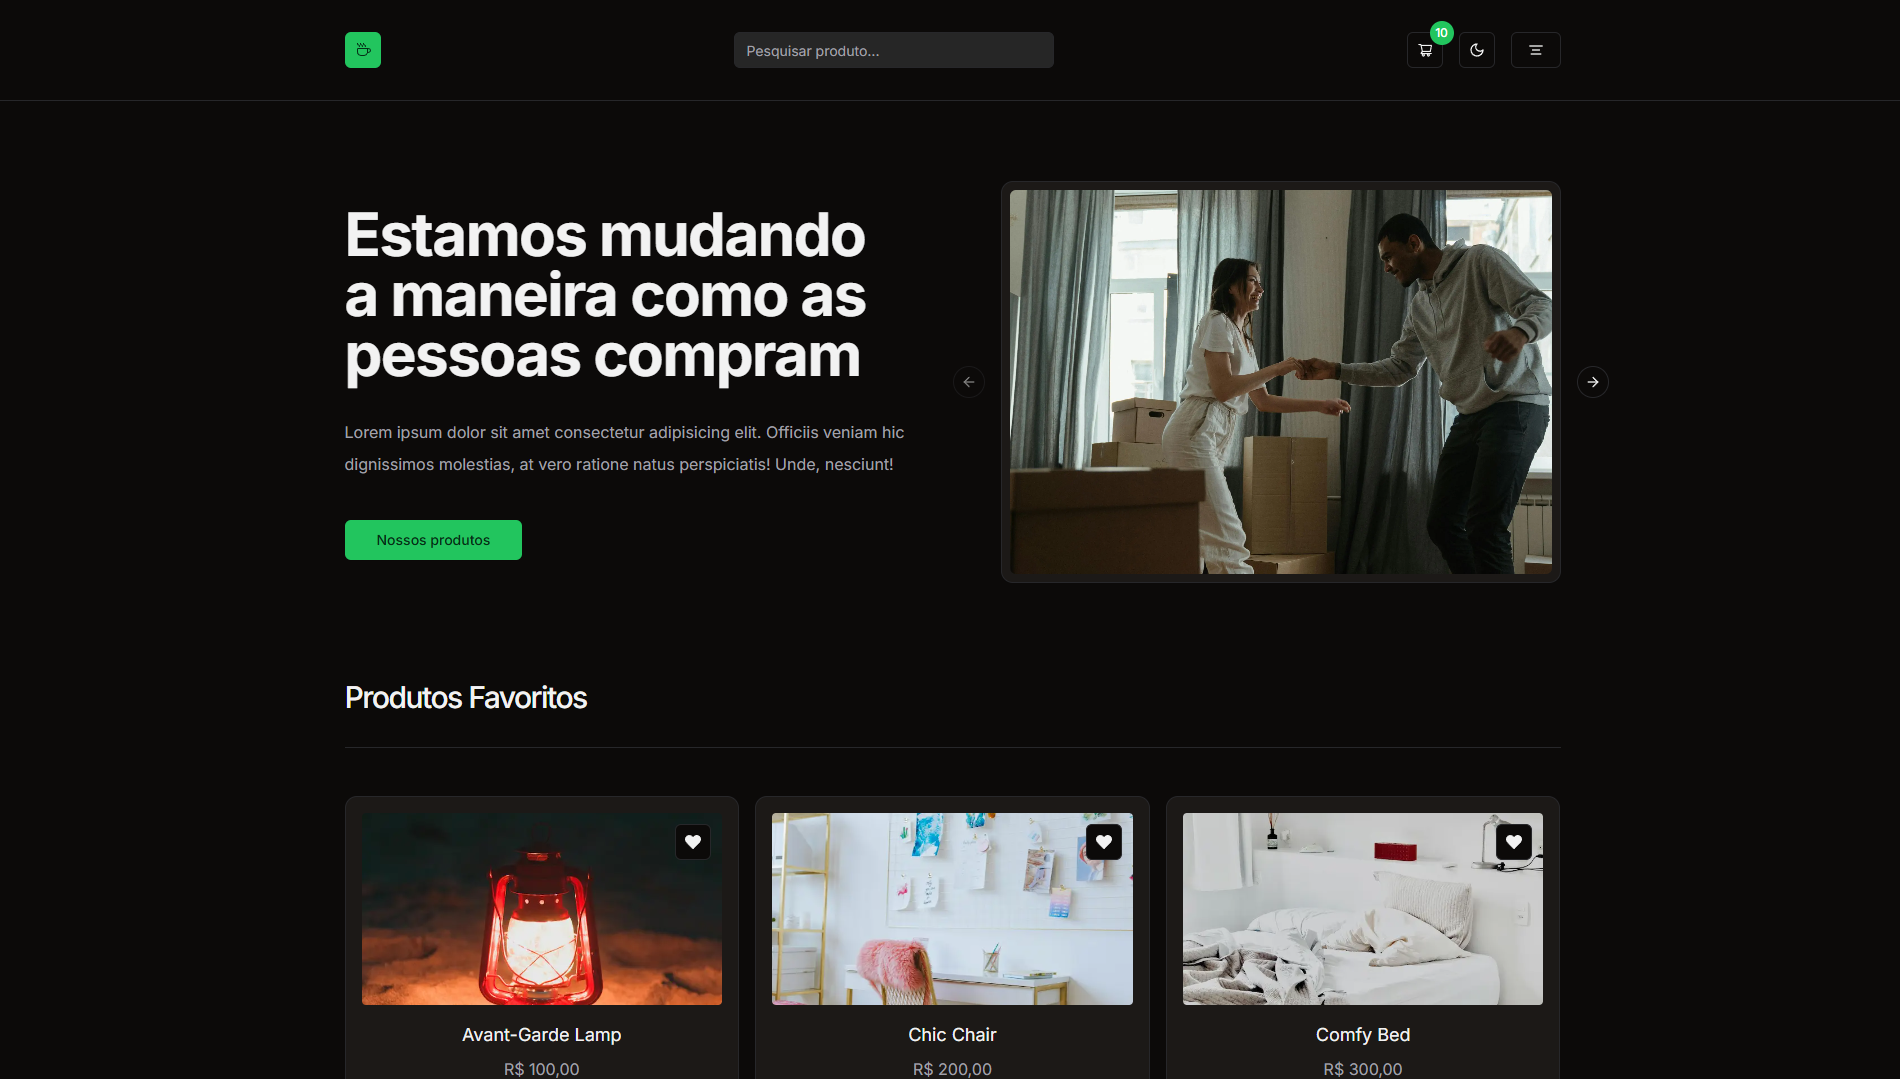 Pesquisar produto...
10
Estamos mudando
a maneira como as
pessoas compram
Lorem ipsum dolor sit amet consectetur adipisicing elit. Officiis veniam hic
dignissimos molestias, at vero ratione natus perspiciatis! Unde, nesciunt!
Nossos produtos
Produtos Favoritos
Avant-Garde Lamp
R$ 100,00
Chic Chair
R$ 200,00
Comfy Bed
R$ 300,00